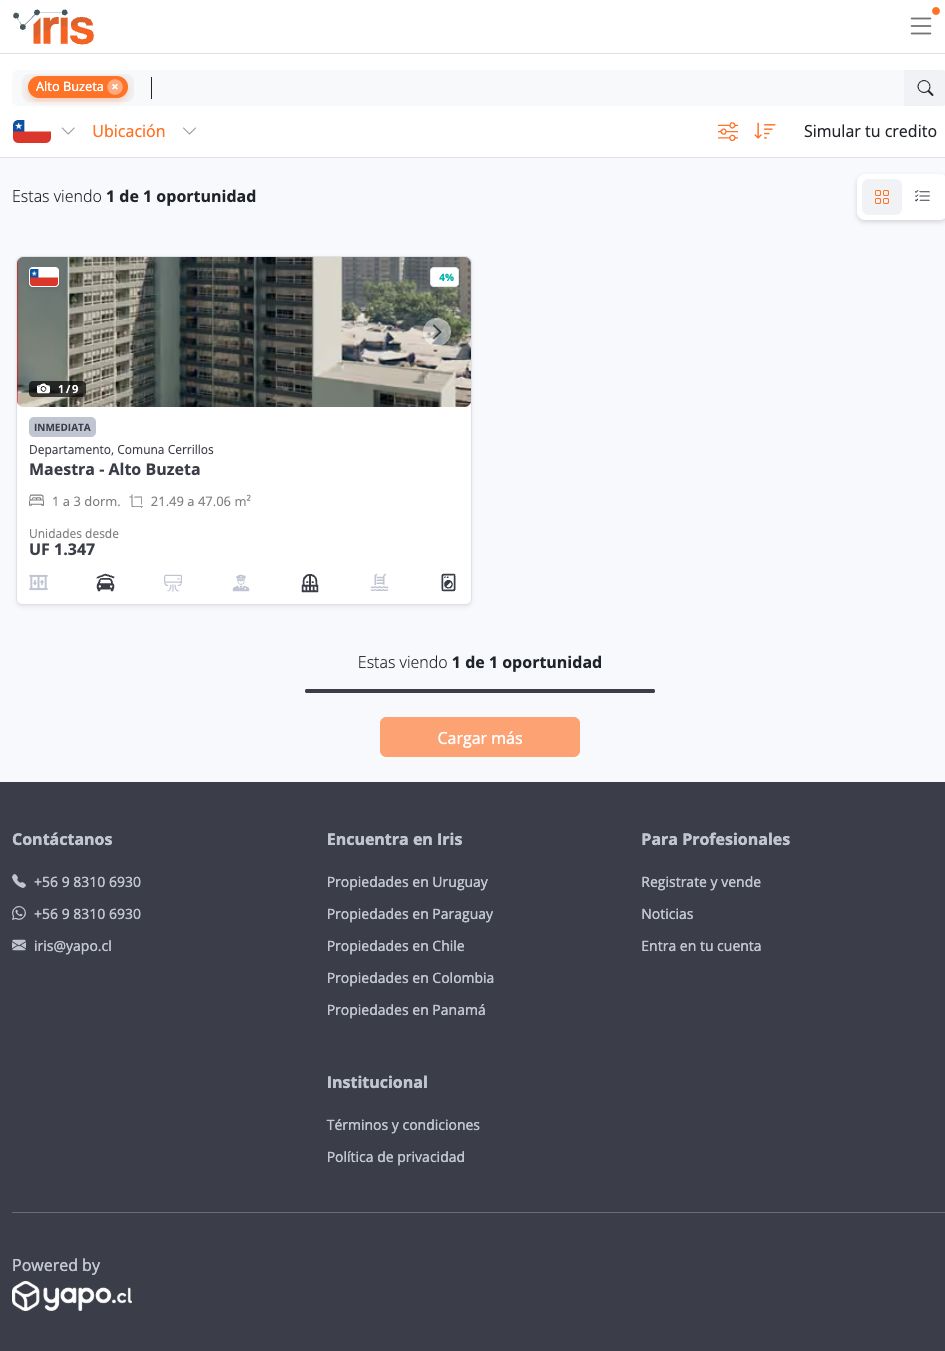 iris
Alto Buzeta
Ubicación
Simular tu credito
Estas viendo 1 de 1 oportunidad
4%
1/9
INMEDIATA
Departamento, Comuna Cerrillos
Maestra - Alto Buzeta
1 a 3 dorm. 21.49 a 47.06 m²
Unidades desde
UF 1.347
Estas viendo 1 de 1 oportunidad
Cargar más
Contáctanos
+56 9 8310 6930
+56 9 8310 6930
iris@yapo.cl
Encuentra en Iris
Propiedades en Uruguay
Propiedades en Paraguay
Propiedades en Chile
Propiedades en Colombia
Propiedades en Panamá
Para Profesionales
Registrate y vende
Noticias
Entra en tu cuenta
Institucional
Términos y condiciones
Política de privacidad
Powered by
yapo.cl